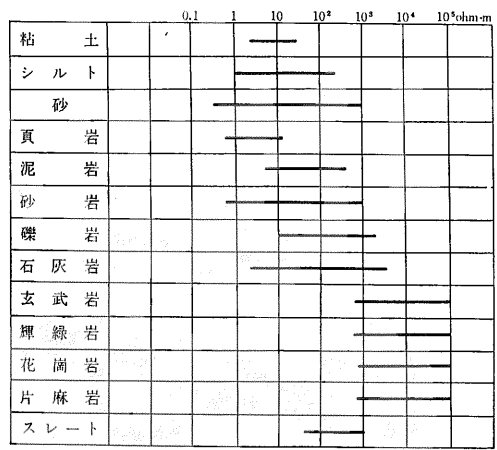 0.1 1 10 10² 10³ 10⁴ 10⁵ohm-m
粘土
シルト
砂
頁岩
泥岩
砂岩
礫岩
石灰岩
玄武岩
輝緑岩
花崗岩
片麻岩
スレート